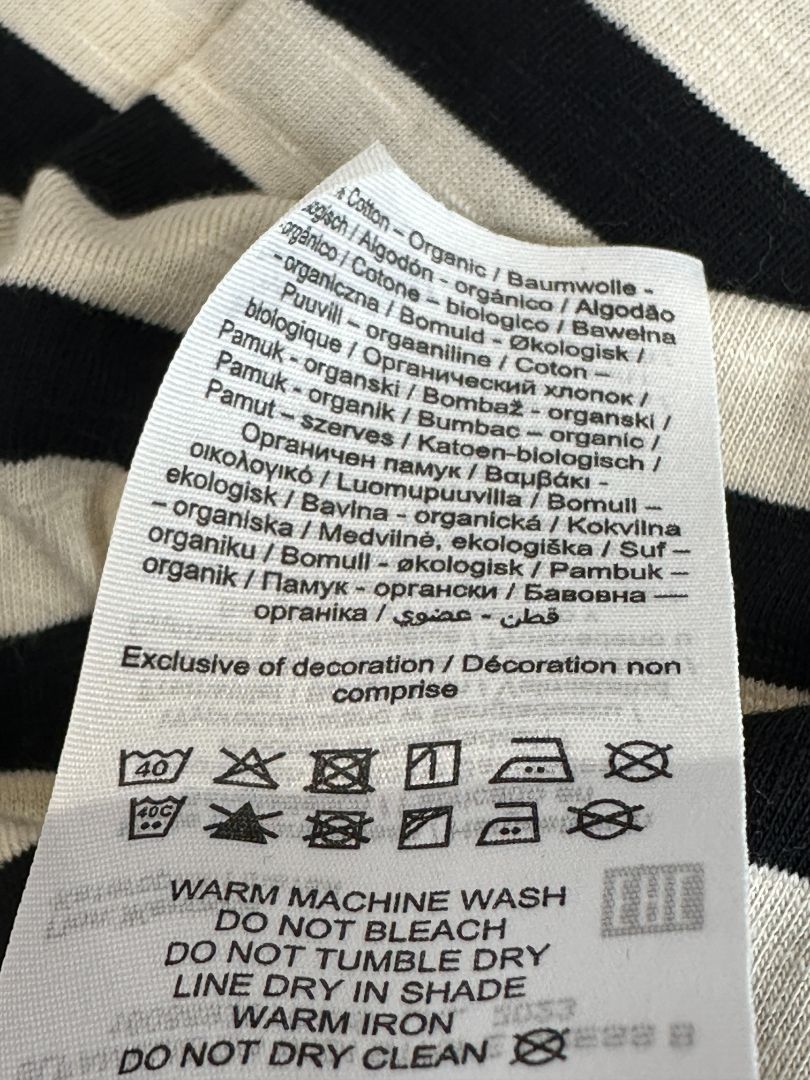 Cotton – Organic / Baumwolle -
/ Algodón - orgánico / Algodão
-orgânico / Cotone – biologico / Bawełna
- organiczna / Bomuld - Økologisk /
Puuvill – orgaaniline / Coton –
biologique / Органический хлопок /
Pamuk - organski / Bombaž - organski /
Pamuk - organik / Bumbac – organic /
Pamut – szerves / Katoen-biologisch /
Органичен памук / Βαμβάκι -
οικολογικό / Luomupuuvilla / Bomull –
ekologisk / Bavlna - organická / Kokvilna
– organiska / Medvilnė, ekologiška / Suf –
organiku / Bomull - økologisk / Pambuk –
organik / Памук - органски / Бавовна —
органіка / قطن - عضوي
Exclusive of decoration / Décoration non
comprise
40
40C
WARM MACHINE WASH
DO NOT BLEACH
DO NOT TUMBLE DRY
LINE DRY IN SHADE
WARM IRON
DO NOT DRY CLEAN